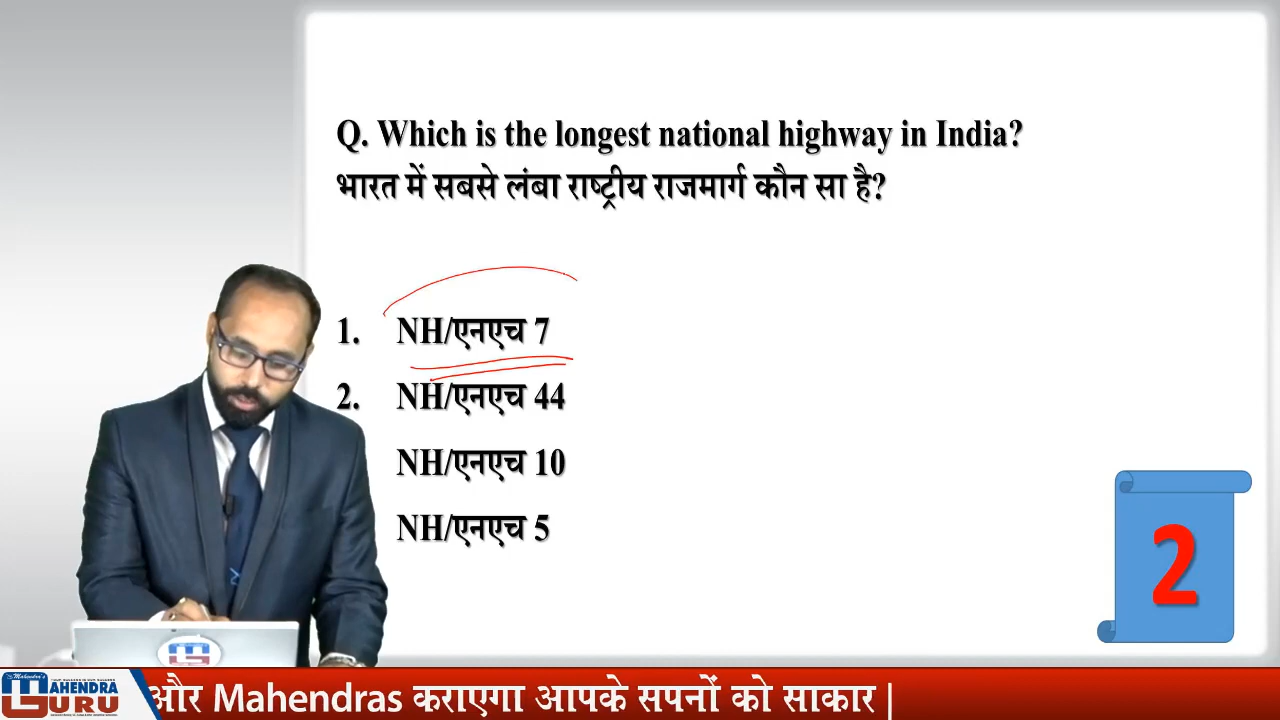 Q. Which is the longest national highway in India?
भारत में सबसे लंबा राष्ट्रीय राजमार्ग कौन सा है?
1. NH/एनएच 7
2. NH/एनएच 44
NH/एनएच 10
NH/एनएच 5
2
Mahendra's
MAHENDRA
GURU
और Mahendras कराएगा आपके सपनों को साकार |